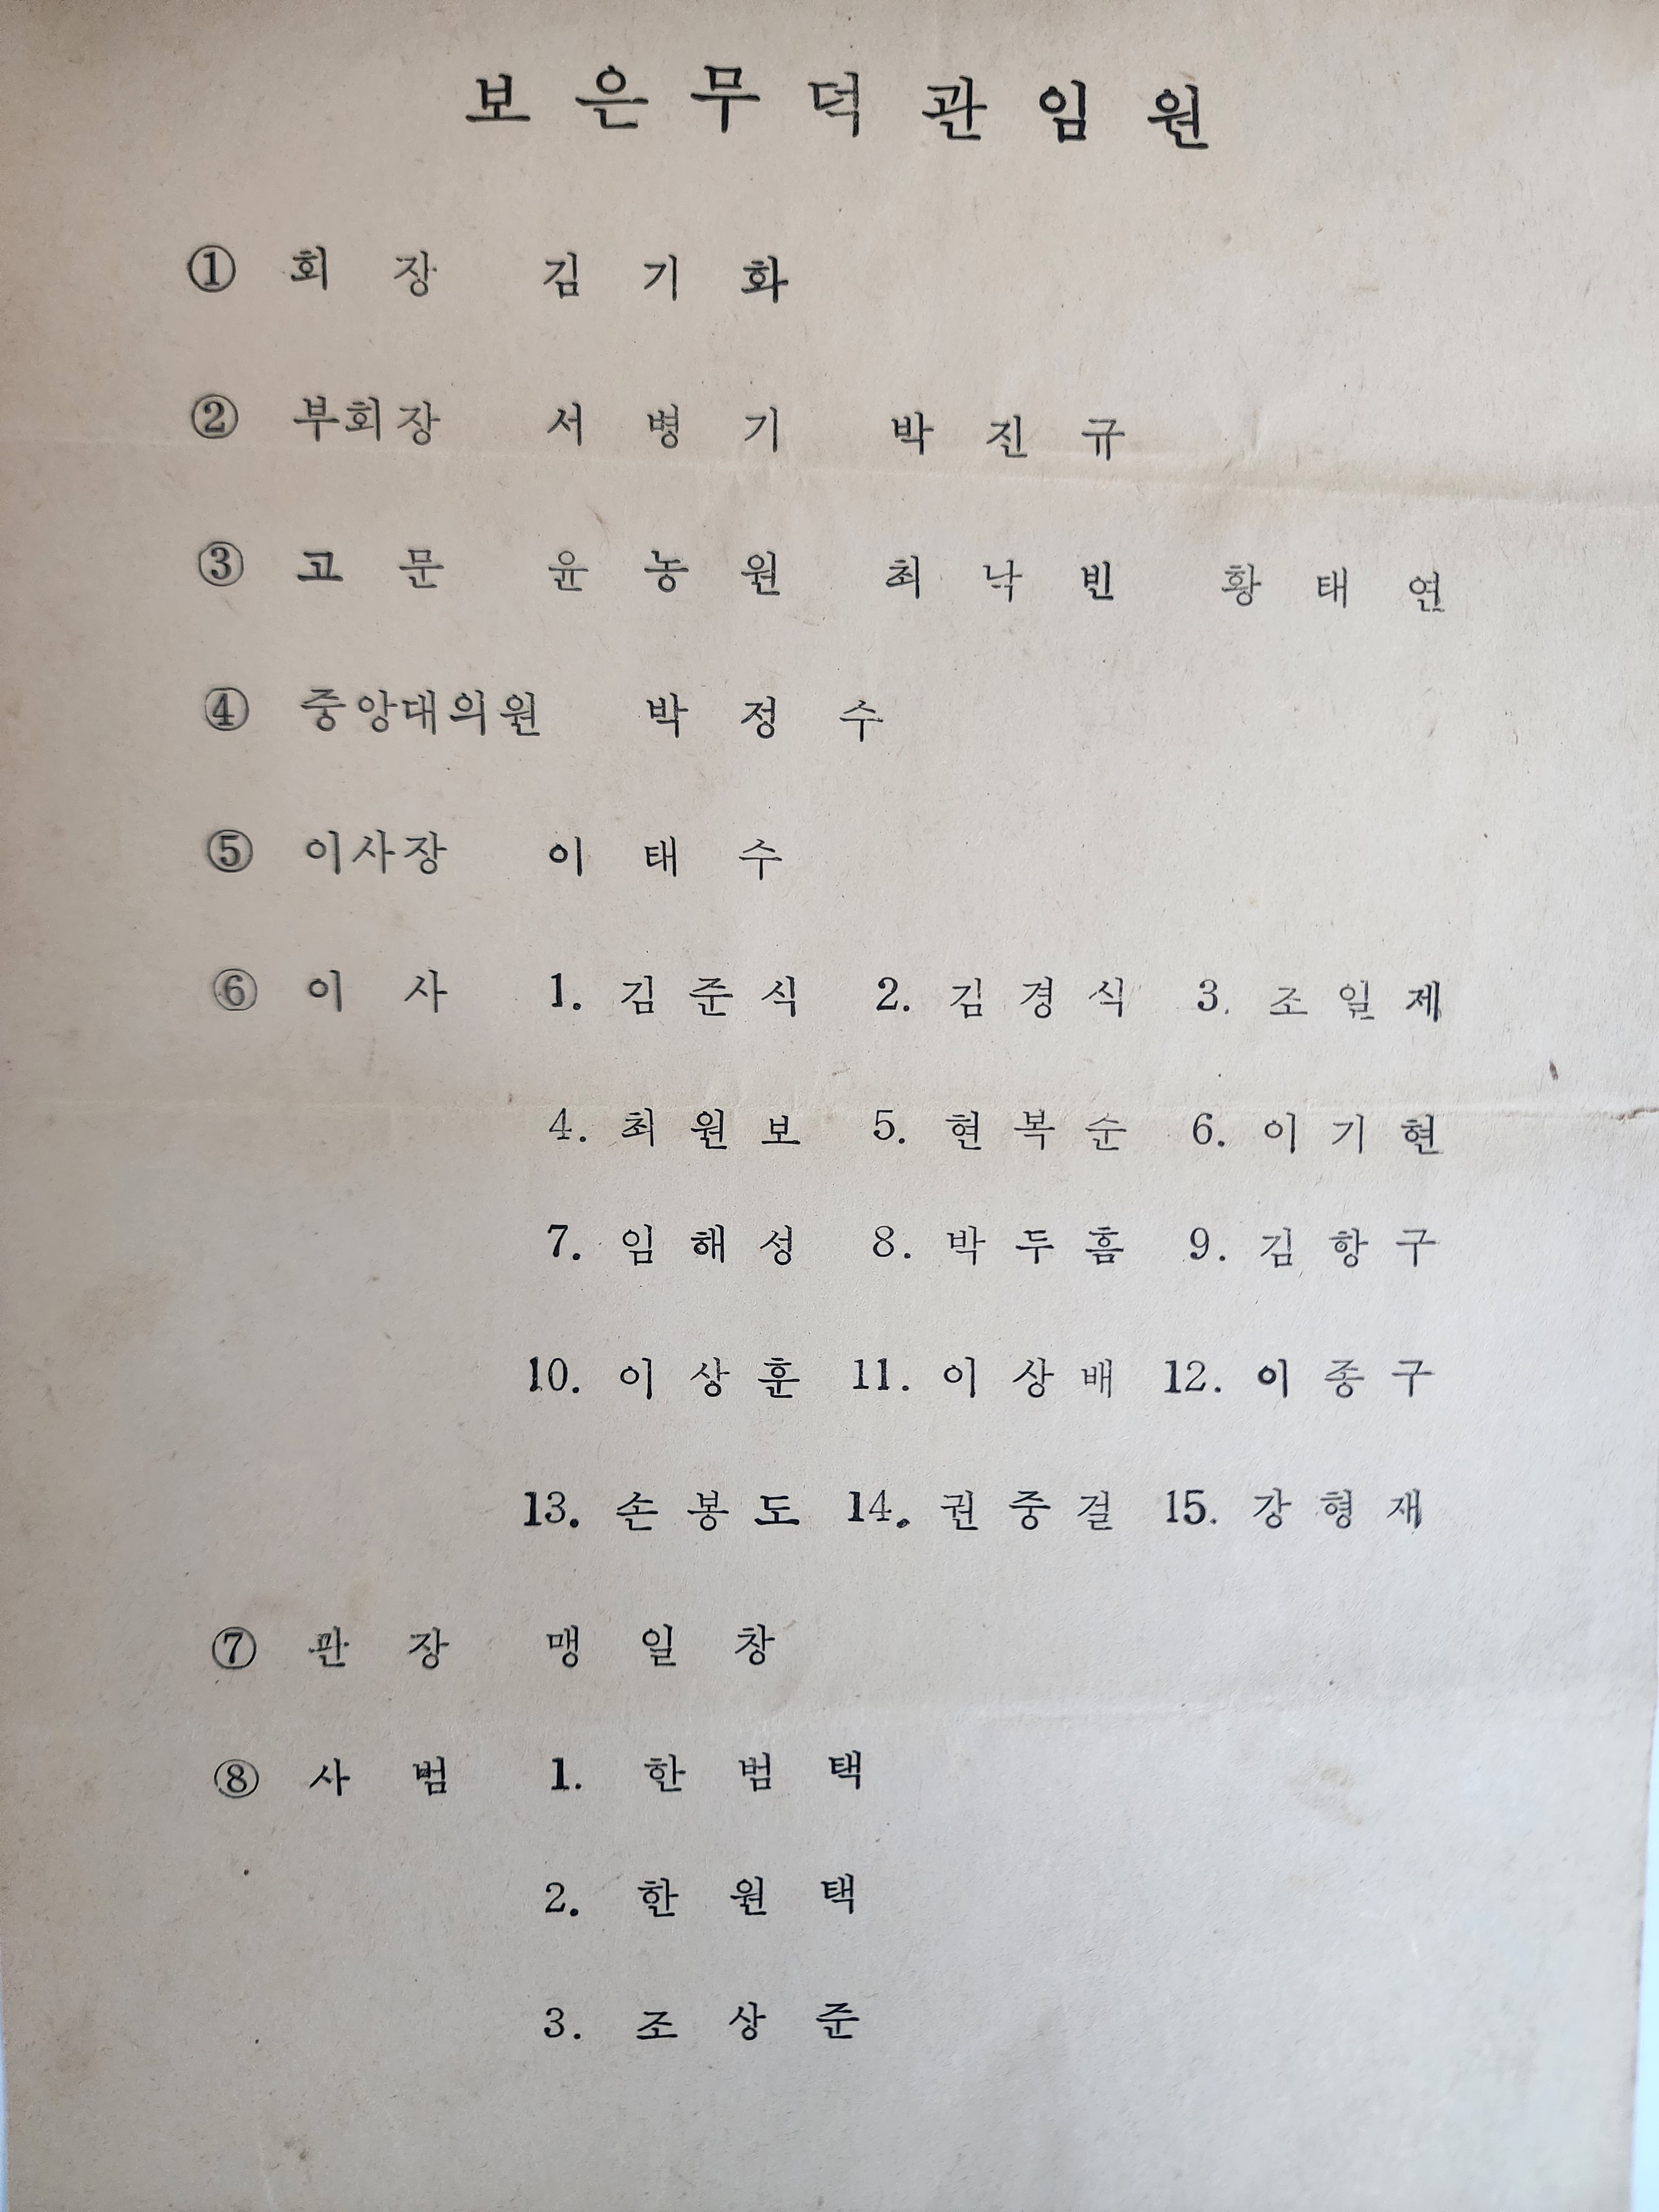 보은무덕관임원
① 회 장 김 기 화
② 부회장 서 병 기 박 진 규
③ 고 문 윤 농 원 최 낙 빈 황 태 연
④ 중앙대의원 박 정 수
⑤ 이사장 이 태 수
⑥ 이 사 1. 김 준 식 2. 김 경 식 3. 조 일 제
4. 최 원 보 5. 현 복 순 6. 이 기 현
7. 임 해 성 8. 박 두 흠 9. 김 항 구
10. 이 상 훈 11. 이 상 배 12. 이 종 구
13. 손 봉 도 14. 권 중 걸 15. 강 형 재
⑦ 관 장 맹 일 창
⑧ 사 범 1. 한 범 택
2. 한 원 택
3. 조 상 준